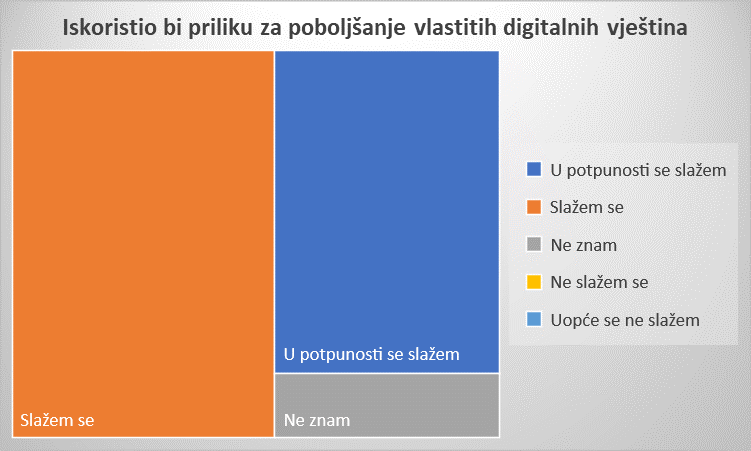 Iskoristio bi priliku za poboljšanje vlastitih digitalnih vještina
Slažem se
U potpunosti se slažem
Ne znam
U potpunosti se slažem
Slažem se
Ne znam
Ne slažem se
Uopće se ne slažem